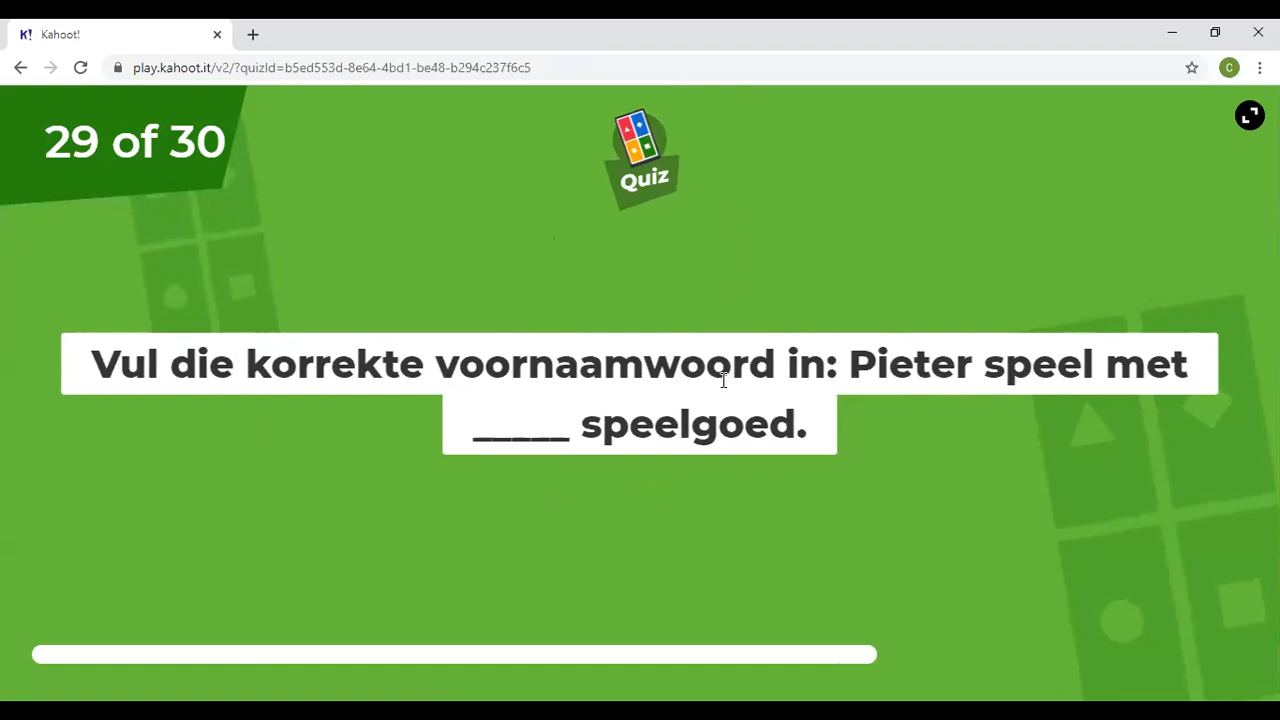 Kahoot!
play.kahoot.it/v2/?quizId=b5ed553d-8e64-4bd1-be48-b294c237f6c5
C
29 of 30
Quiz
Vul die korrekte voornaamwoord in: Pieter speel met
_____ speelgoed.